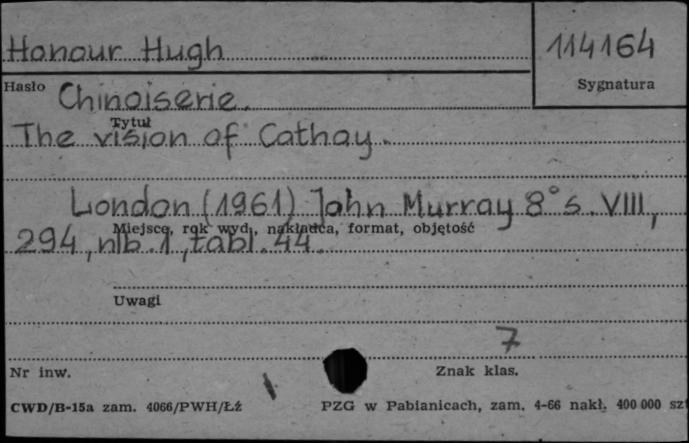 Honour Hugh
114164
Hasło
Sygnatura
Chinoiserie.
Tytuł
The vision of Cathay.
London (1961) John Murray 8° s. VIII,
Miejsce, rok wyd., nakładca, format, objętość
294, nlb. 1, tabl. 44.
Uwagi
7
Nr inw.
Znak klas.
CWD/B-15a zam. 4066/PWH/Łź
PZG w Pabianicach, zam. 4-66 nakł. 400 000 szt